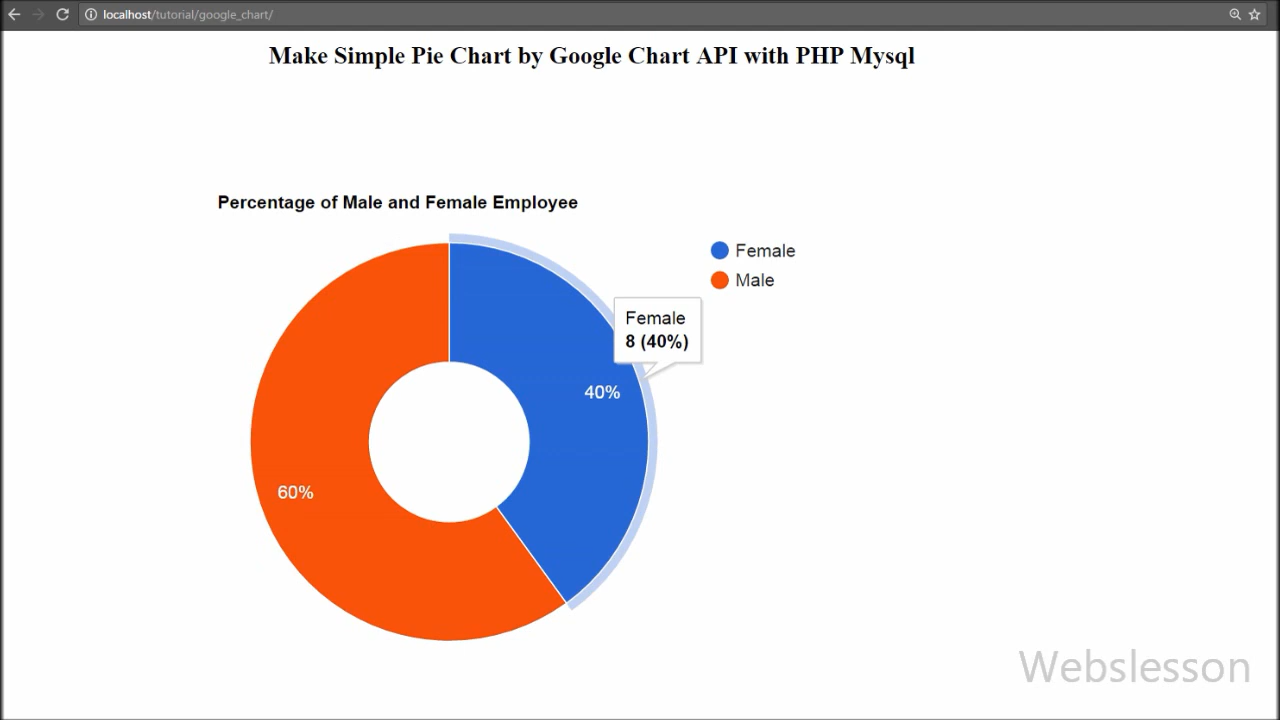 localhost/tutorial/google_chart/
Make Simple Pie Chart by Google Chart API with PHP Mysql
Percentage of Male and Female Employee
Female
Male
Female
8 (40%)
40%
60%
Webslesson